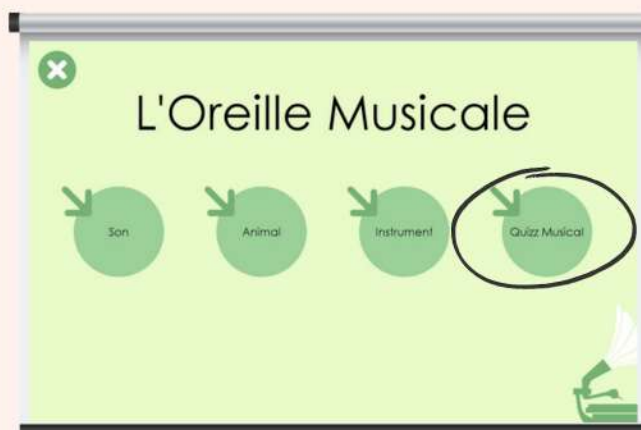 L'Oreille Musicale
Son
Animal
Instrument
Quizz Musical